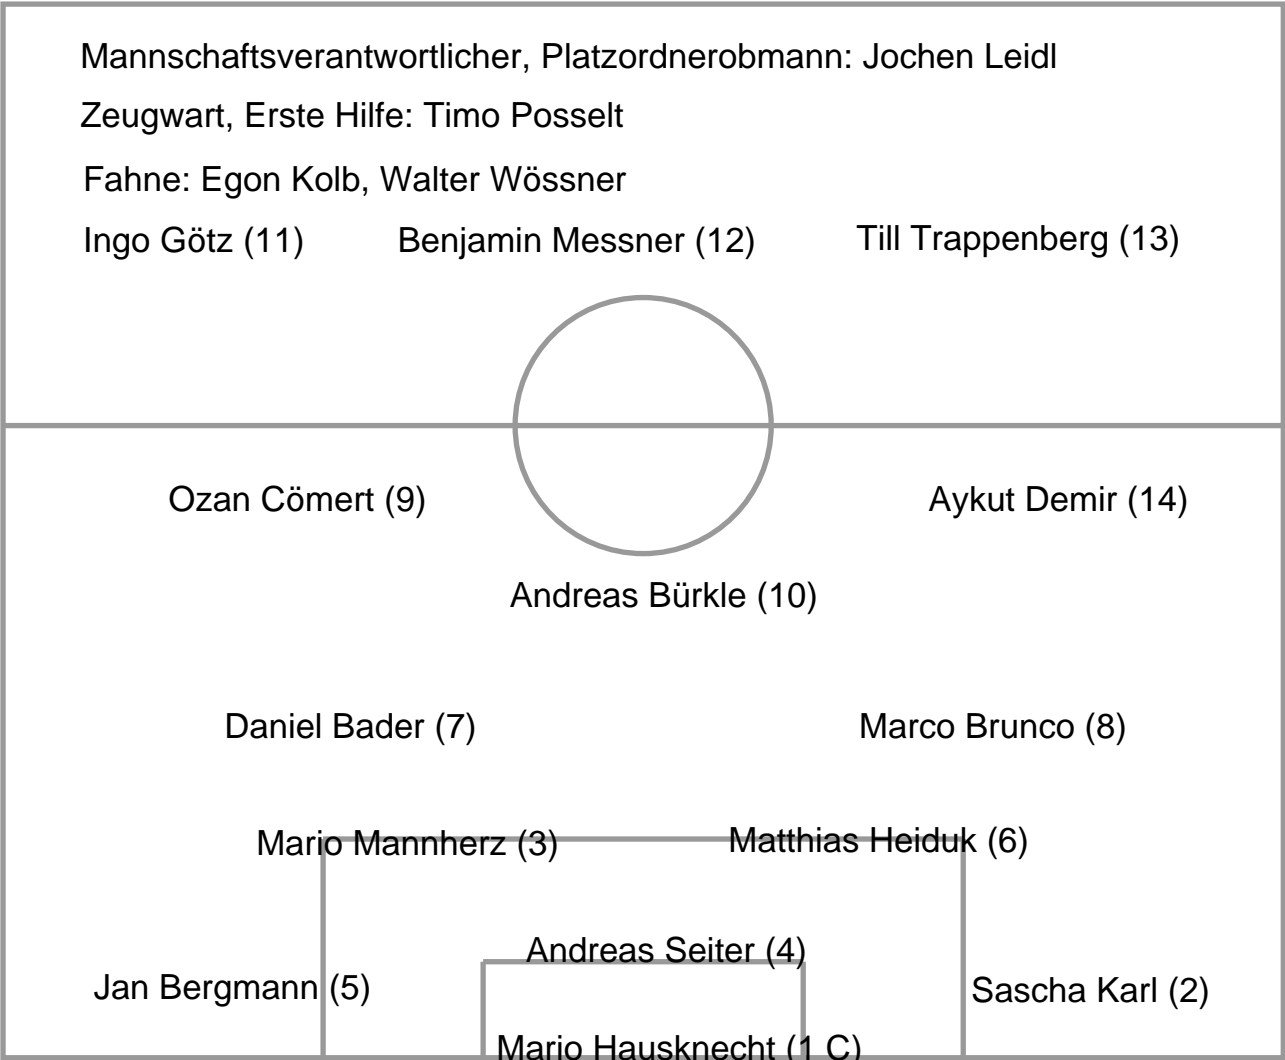 Mannschaftsverantwortlicher, Platzordnerobmann: Jochen Leidl
Zeugwart, Erste Hilfe: Timo Posselt
Fahne: Egon Kolb, Walter Wössner
Ingo Götz (11) Benjamin Messner (12) Till Trappenberg (13)
Ozan Cömert (9) Aykut Demir (14)
Andreas Bürkle (10)
Daniel Bader (7) Marco Brunco (8)
Mario Mannherz (3) Matthias Heiduk (6)
Andreas Seiter (4)
Jan Bergmann (5) Sascha Karl (2)
Mario Hausknecht (1 C)